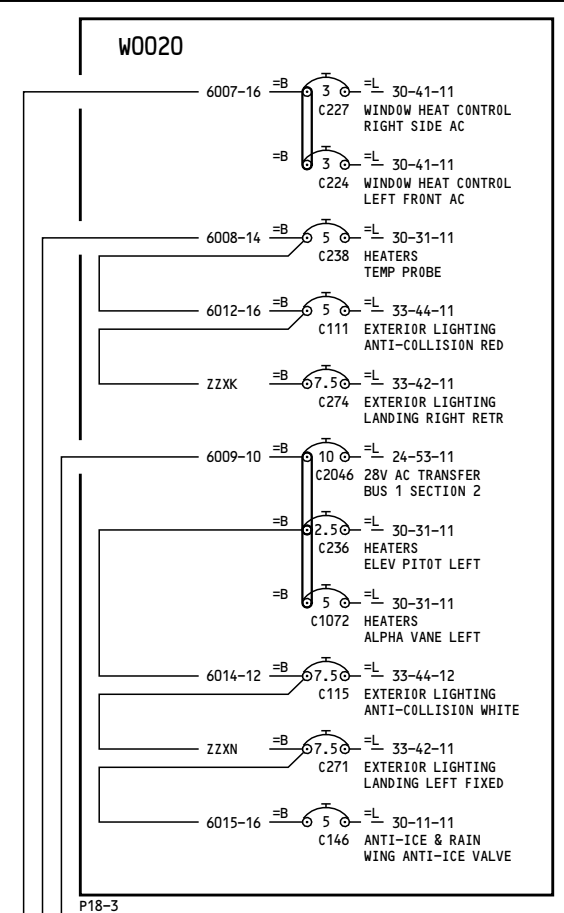 W0020
6007-16 =B 3 =L 30-41-11
C227 WINDOW HEAT CONTROL
RIGHT SIDE AC
=B 3 =L 30-41-11
C224 WINDOW HEAT CONTROL
LEFT FRONT AC
6008-14 =B 5 =L 30-31-11
C238 HEATERS
TEMP PROBE
6012-16 =B 5 =L 33-44-11
C111 EXTERIOR LIGHTING
ANTI-COLLISION RED
ZZXK =B 7.5 =L 33-42-11
C274 EXTERIOR LIGHTING
LANDING RIGHT RETR
6009-10 =B 10 =L 24-53-11
C2046 28V AC TRANSFER
BUS 1 SECTION 2
=B 2.5 =L 30-31-11
C236 HEATERS
ELEV PITOT LEFT
=B 5 =L 30-31-11
C1072 HEATERS
ALPHA VANE LEFT
6014-12 =B 7.5 =L 33-44-12
C115 EXTERIOR LIGHTING
ANTI-COLLISION WHITE
ZZXN =B 7.5 =L 33-42-11
C271 EXTERIOR LIGHTING
LANDING LEFT FIXED
6015-16 =B 5 =L 30-11-11
C146 ANTI-ICE & RAIN
WING ANTI-ICE VALVE
P18-3